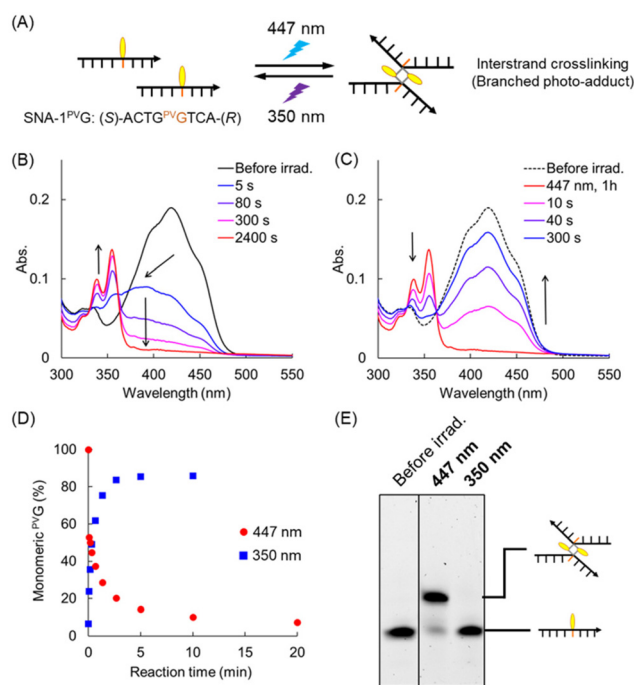 (A)
447 nm
350 nm
Interstrand crosslinking
(Branched photo-adduct)
SNA-1ᴾⱽG: (S)-ACTGᴾⱽGTCA-(R)
(B)
Before irrad.
5 s
80 s
300 s
2400 s
0.2
0.1
0
Abs.
300 350 400 450 500 550
Wavelength (nm)
(C)
Before irrad.
447 nm, 1h
10 s
40 s
300 s
0.2
0.1
0
Abs.
300 350 400 450 500 550
Wavelength (nm)
(D)
100
80
60
40
20
0
Monomeric ᴾⱽG (%)
447 nm
350 nm
0 5 10 15 20
Reaction time (min)
(E)
Before irrad.
447 nm
350 nm